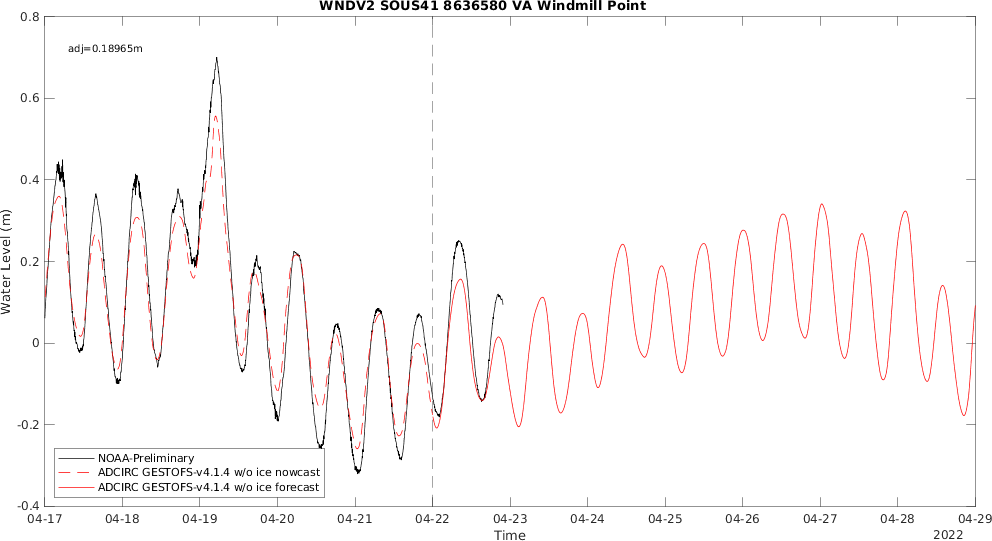 WNDV2 SOUS41 8636580 VA Windmill Point
0.8
adj=0.18965m
0.6
0.4
0.2
0
-0.2
-0.4
Water Level (m)
NOAA-Preliminary
ADCIRC GESTOFS-v4.1.4 w/o ice nowcast
ADCIRC GESTOFS-v4.1.4 w/o ice forecast
04-17 04-18 04-19 04-20 04-21 04-22 04-23 04-24 04-25 04-26 04-27 04-28 04-29
Time
2022